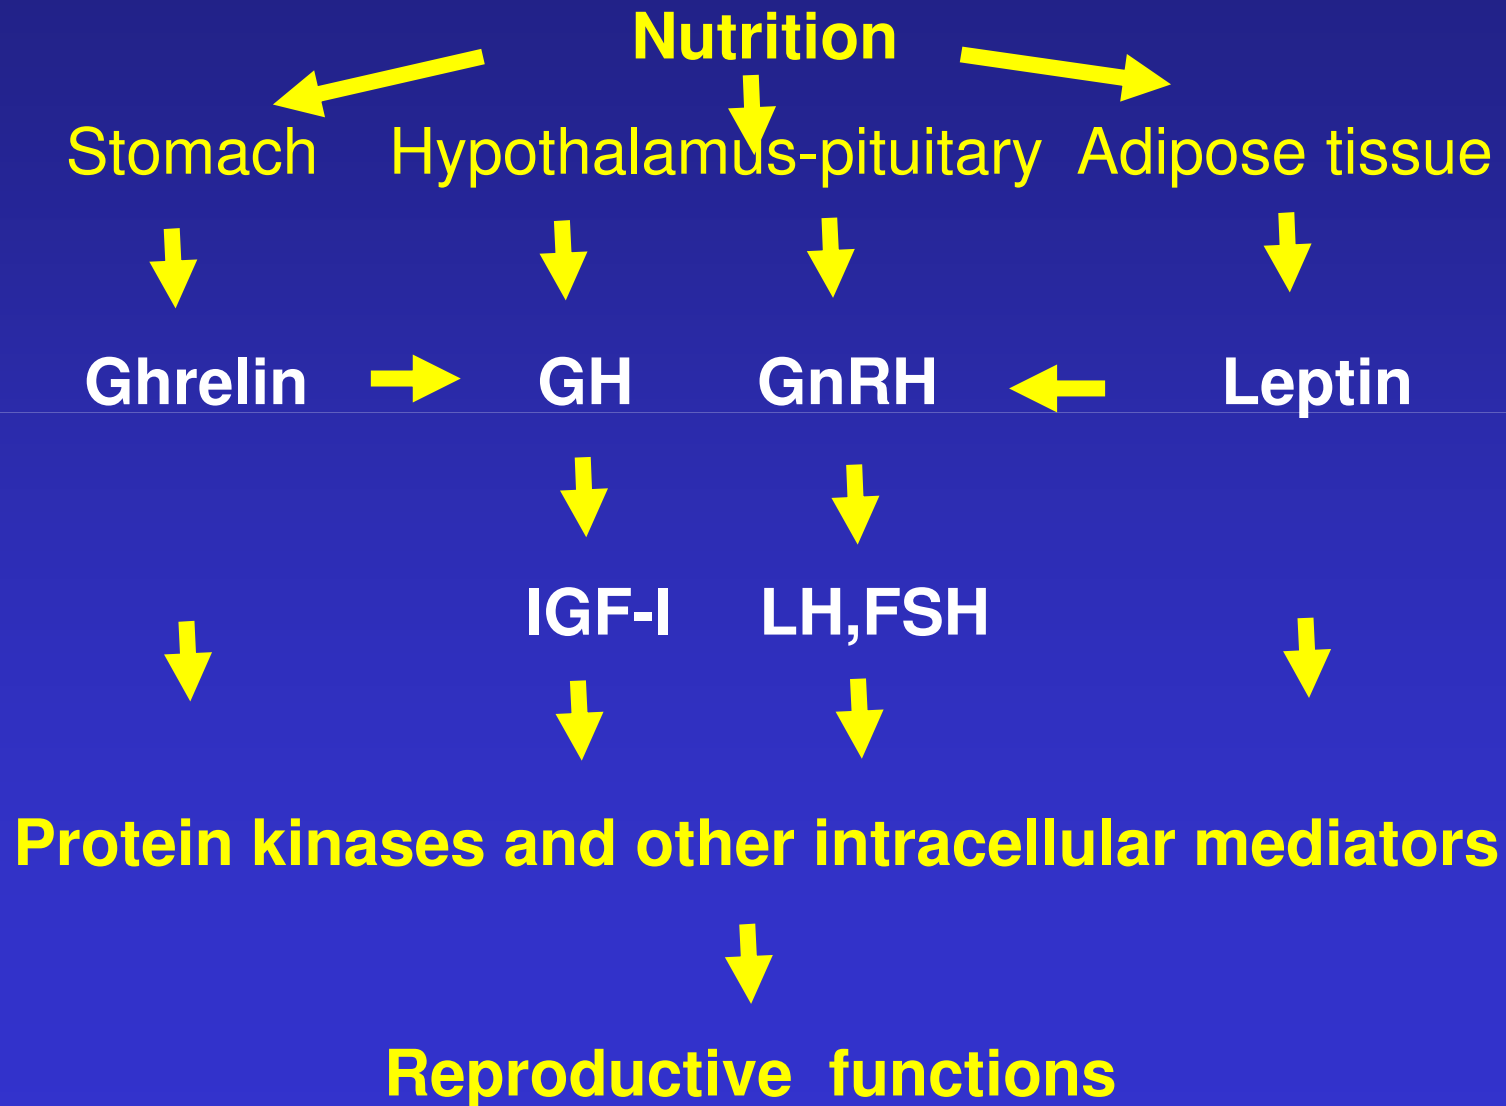 Nutrition
Stomach Hypothalamus-pituitary Adipose tissue
Ghrelin GH GnRH Leptin
IGF-I LH,FSH
Protein kinases and other intracellular mediators
Reproductive functions